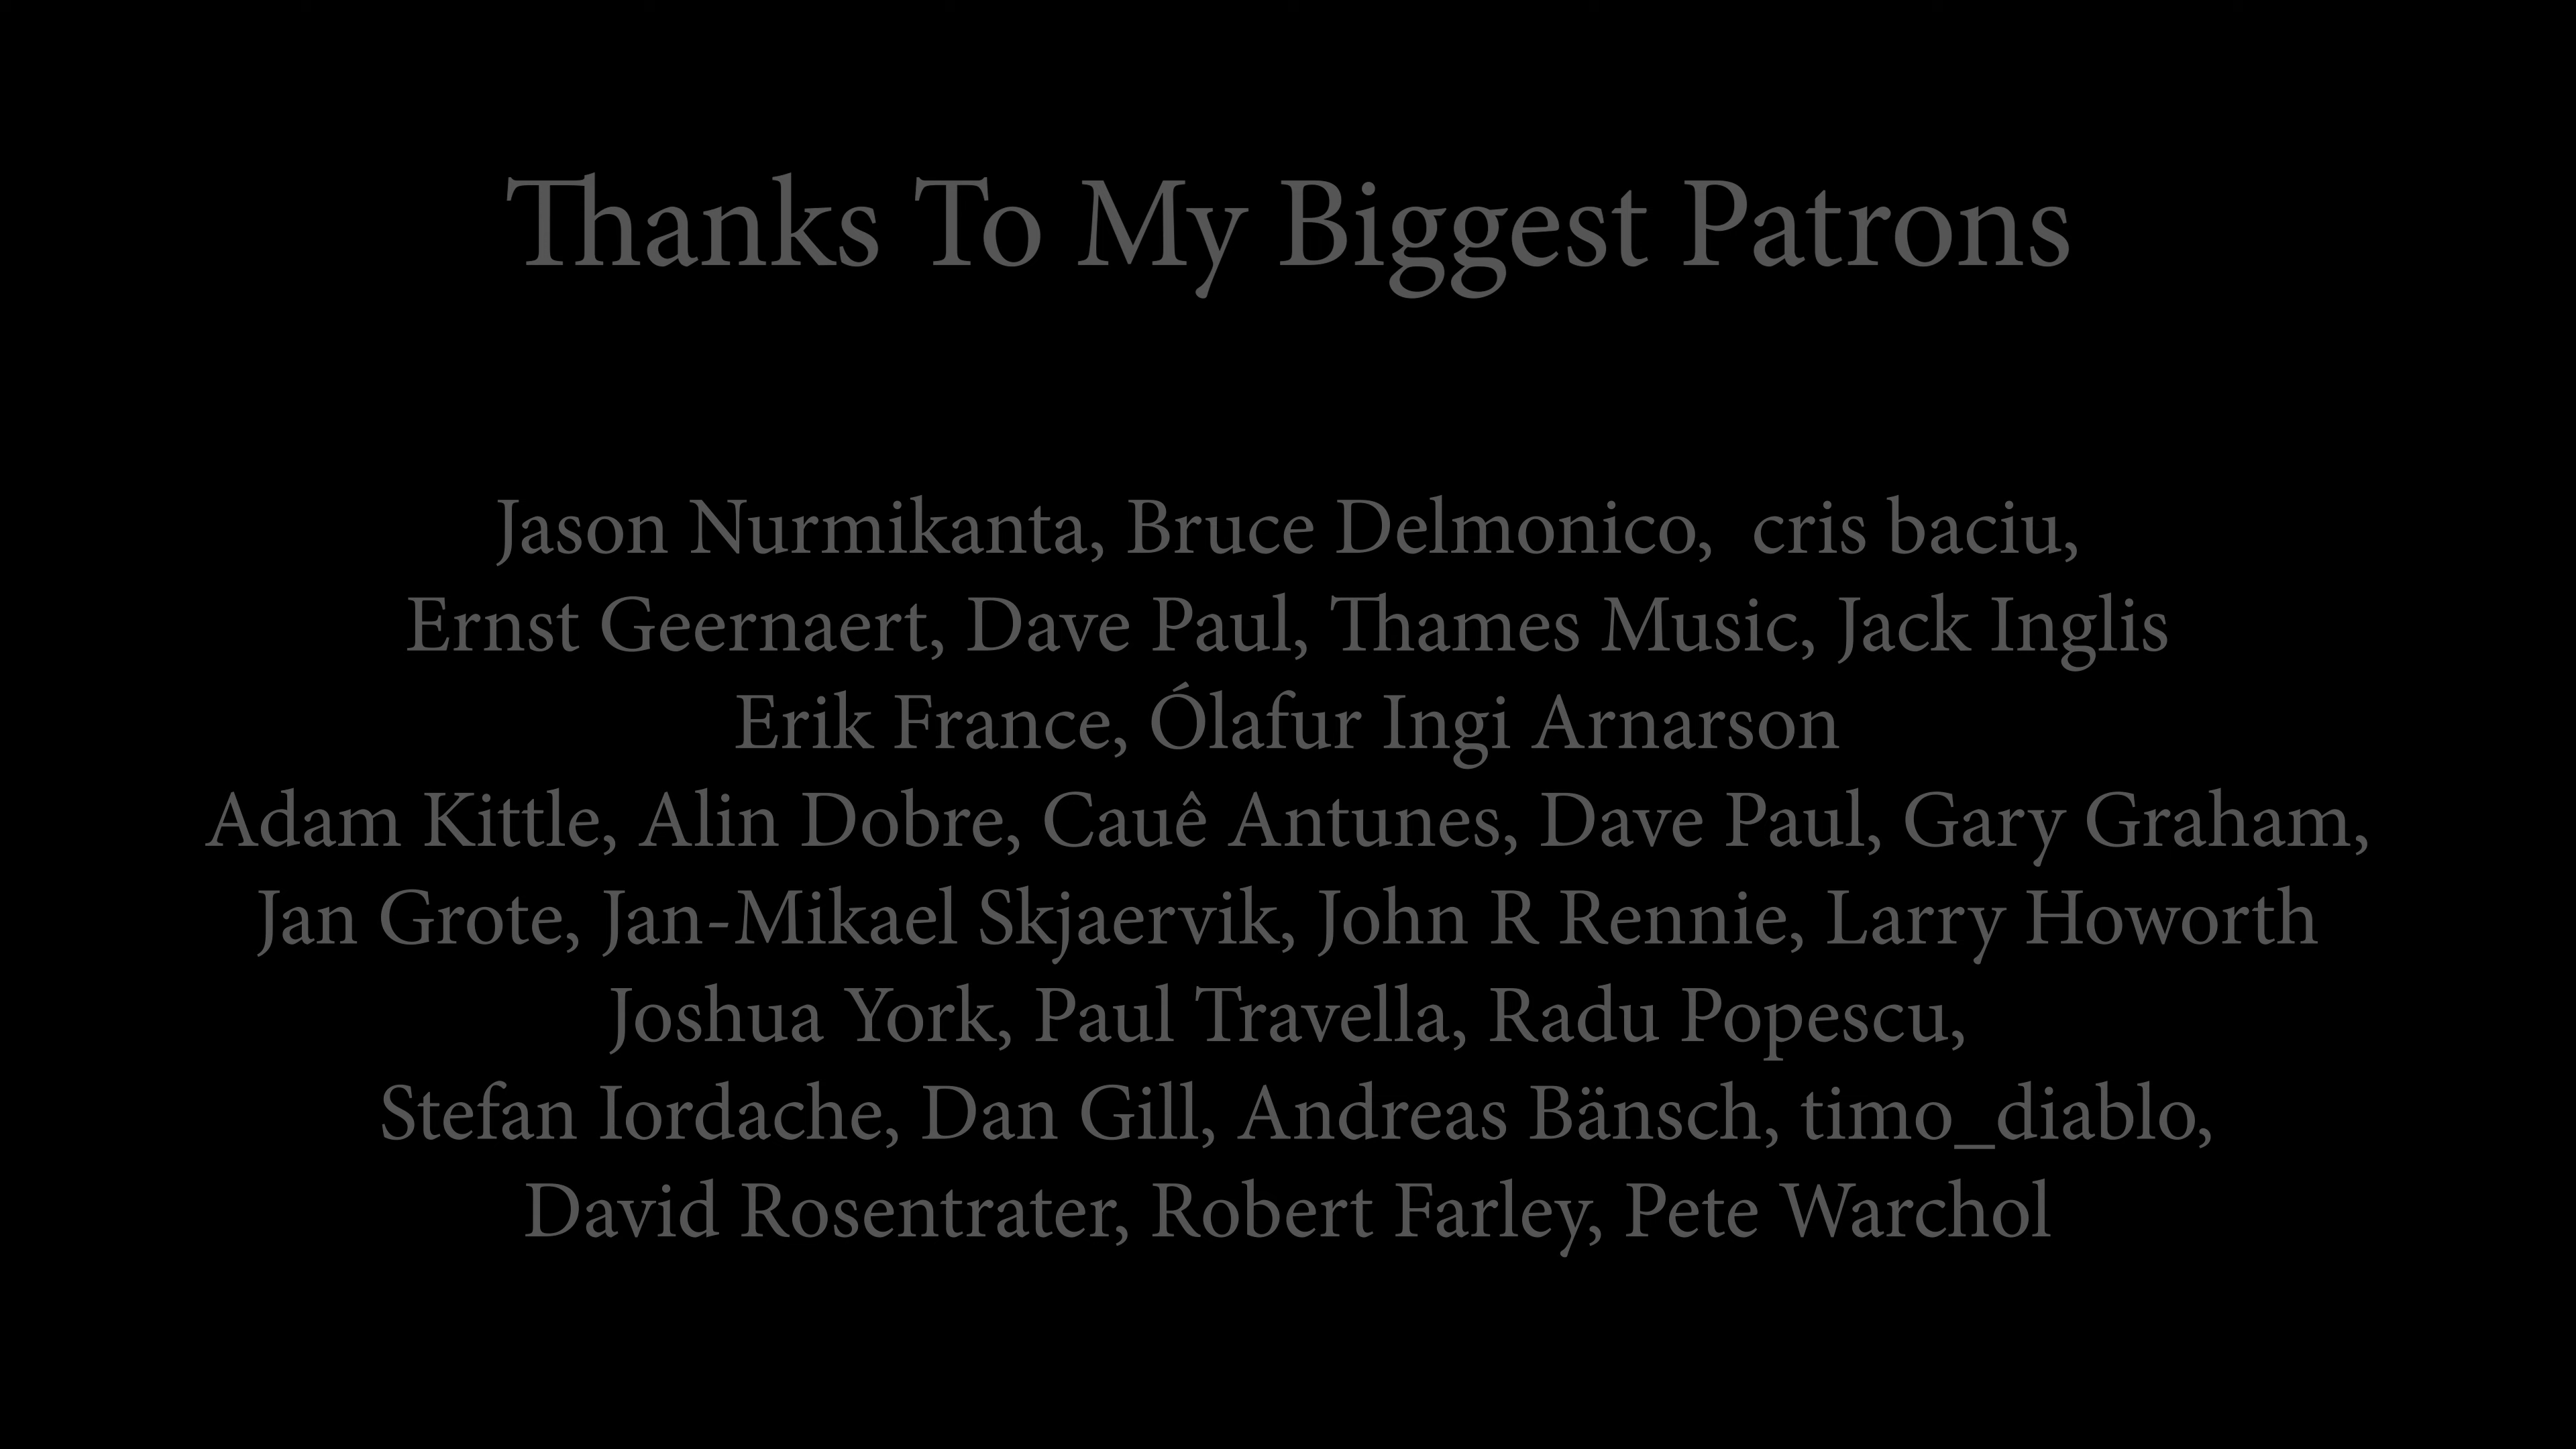 Thanks To My Biggest Patrons
Jason Nurmikanta, Bruce Delmonico,  cris baciu,
Ernst Geernaert, Dave Paul, Thames Music, Jack Inglis
Erik France, Ólafur Ingi Arnarson
Adam Kittle, Alin Dobre, Cauê Antunes, Dave Paul, Gary Graham,
Jan Grote, Jan-Mikael Skjaervik, John R Rennie, Larry Howorth
Joshua York, Paul Travella, Radu Popescu,
Stefan Iordache, Dan Gill, Andreas Bänsch, timo_diablo,
David Rosentrater, Robert Farley, Pete Warchol